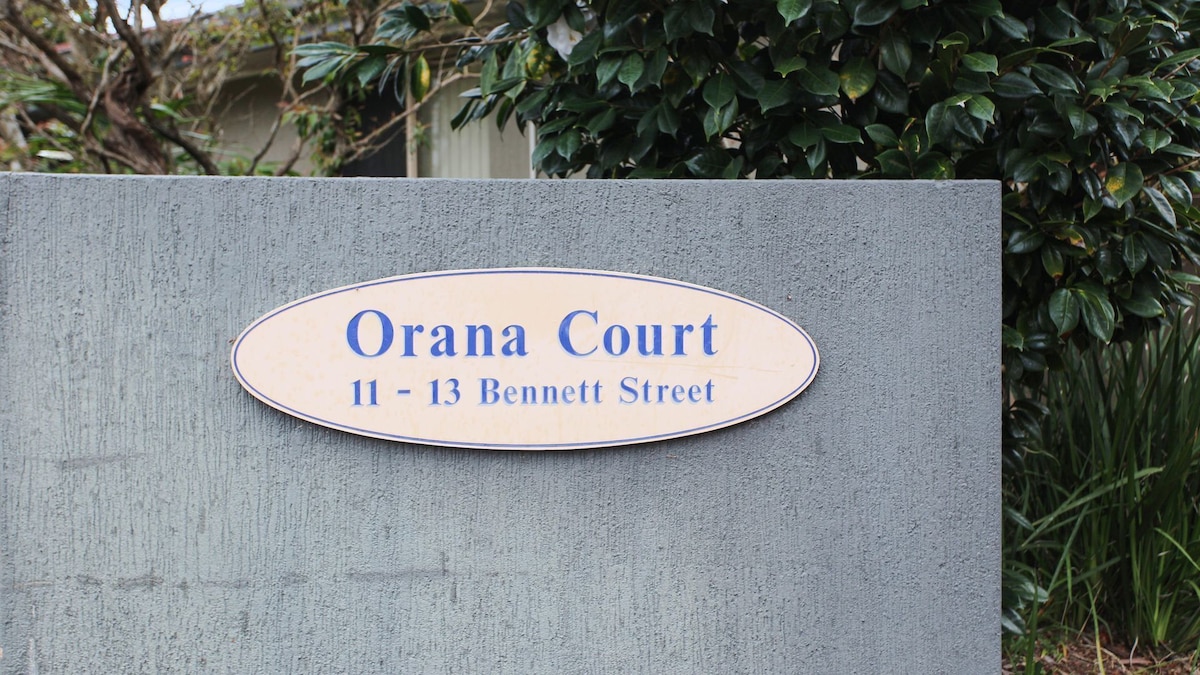 Orana Court
11 - 13 Bennett Street